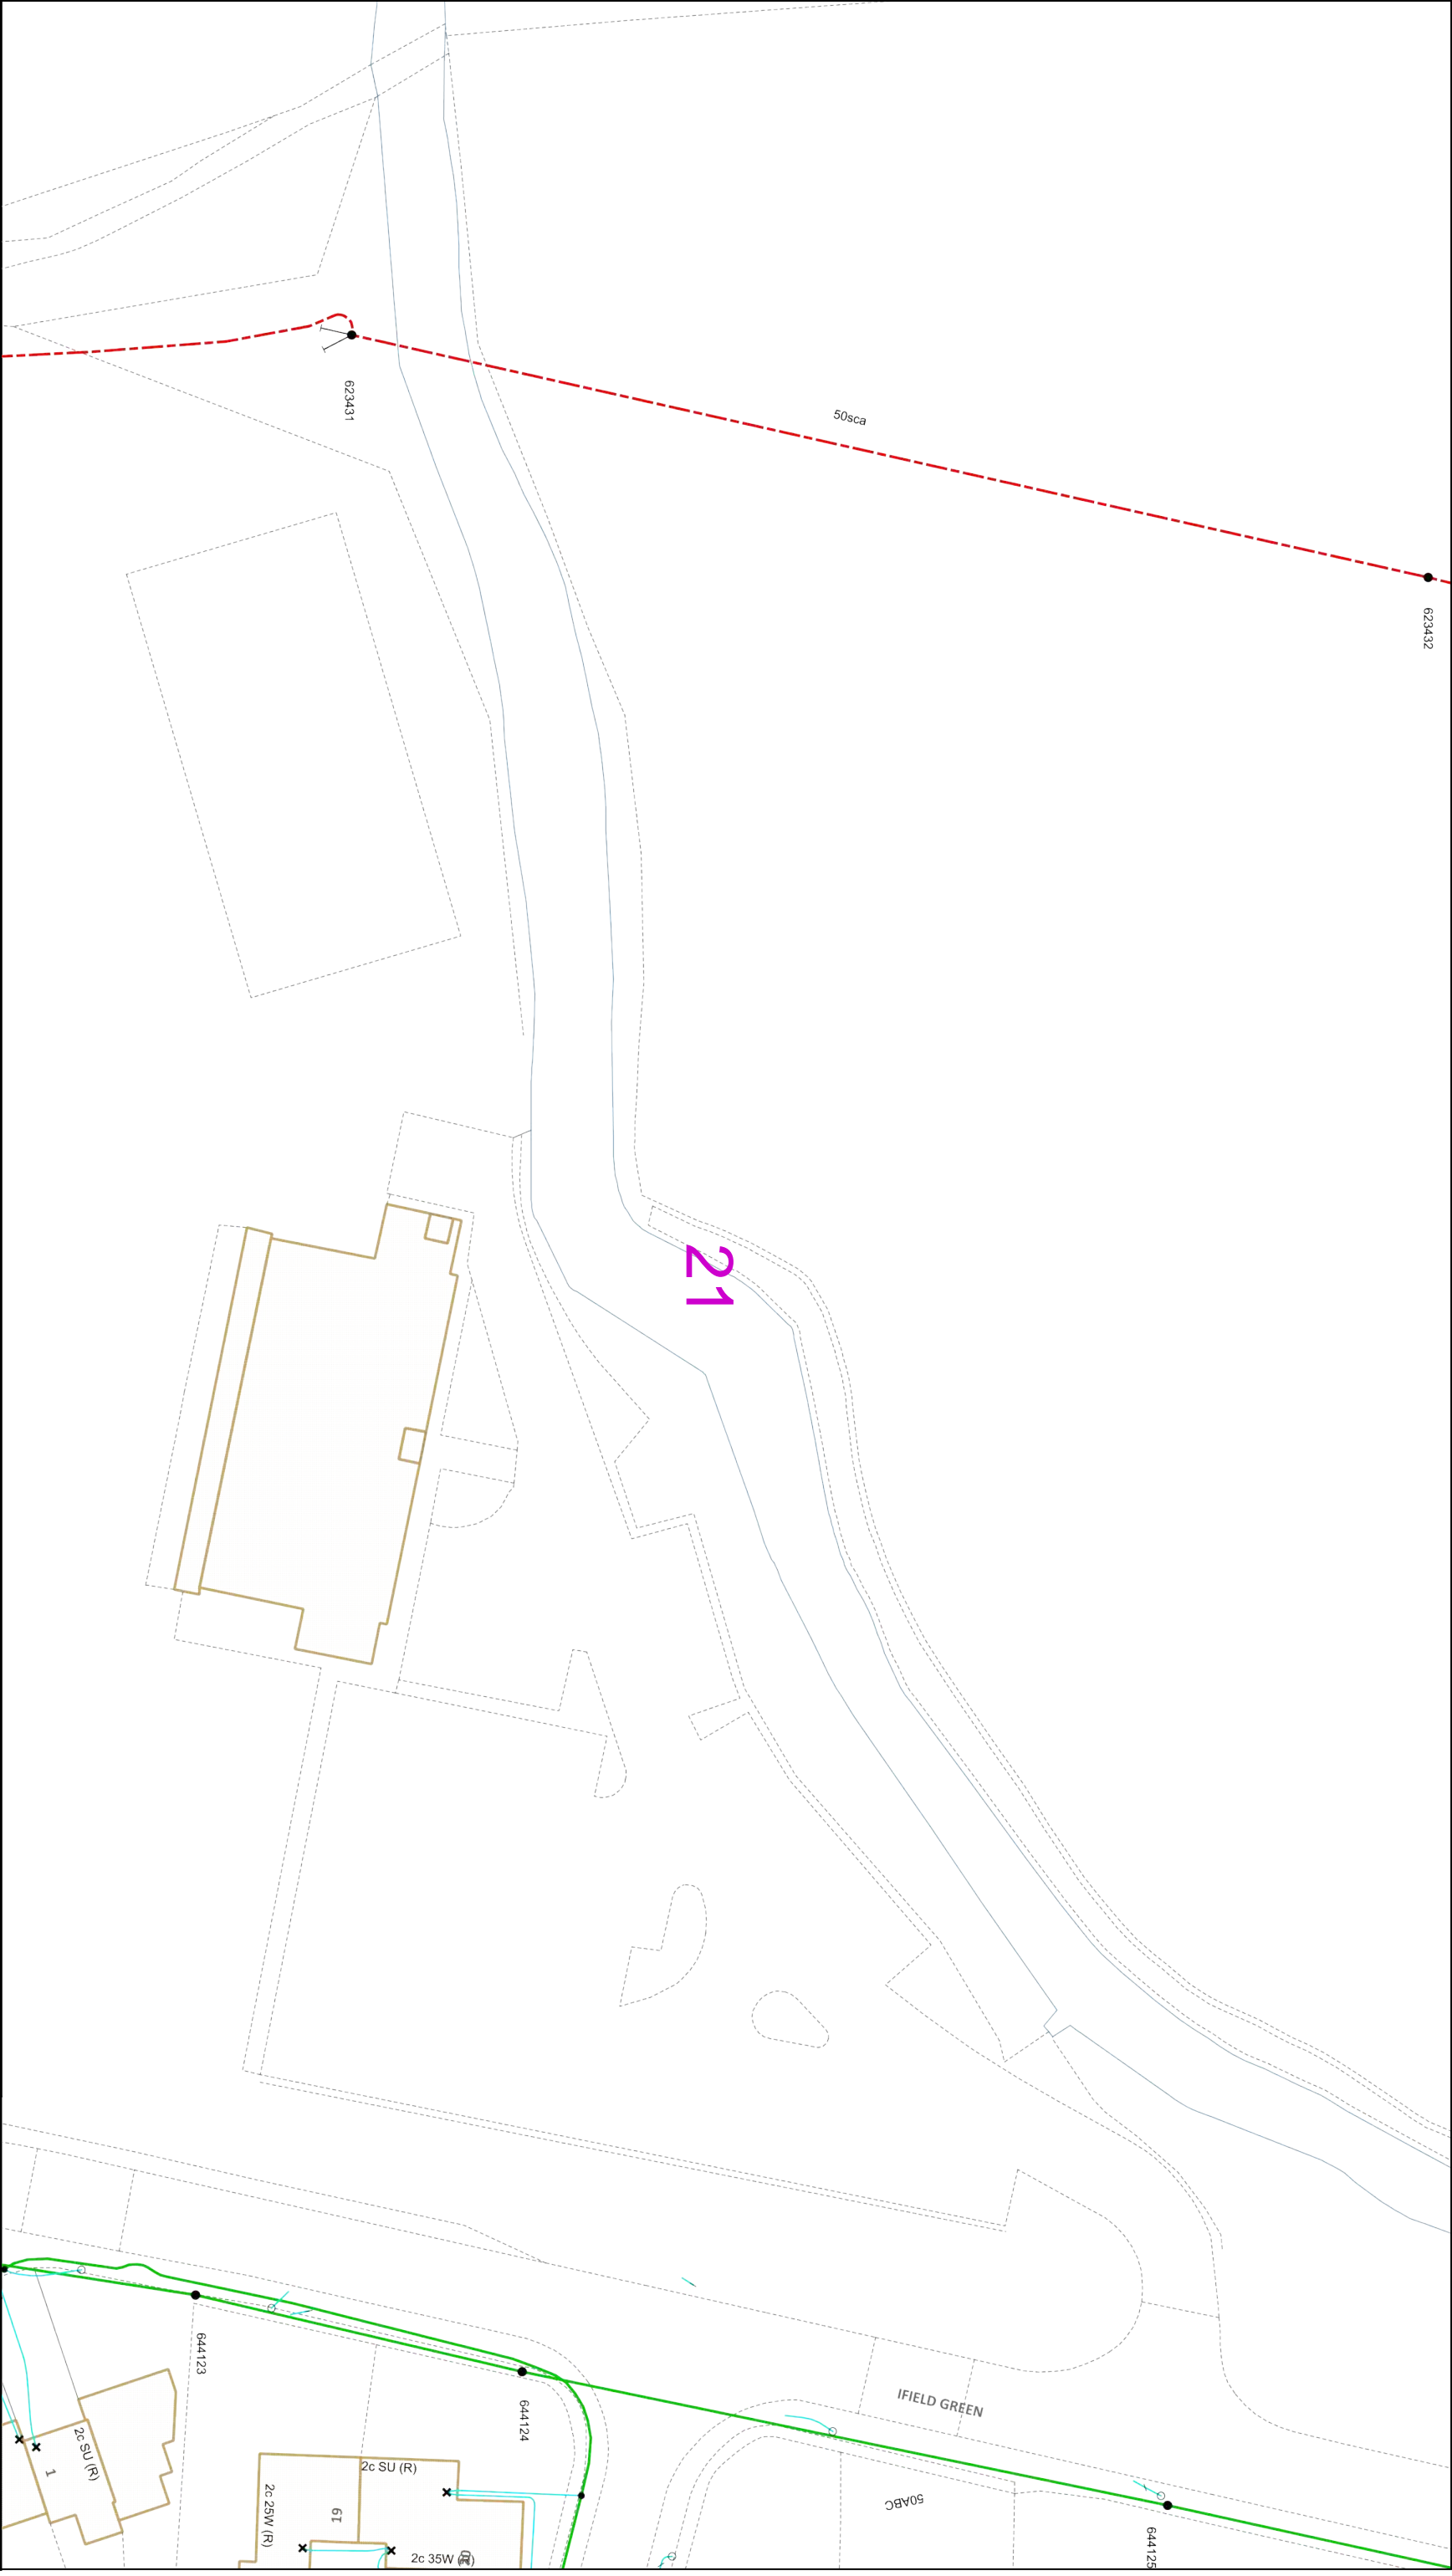 623431
50sca
623432
21
644123
644124
IFIELD GREEN
2c SU (R)
1
2c SU (R)
2c 25W (R)
19
50ABC
2c 35W (R)
644125